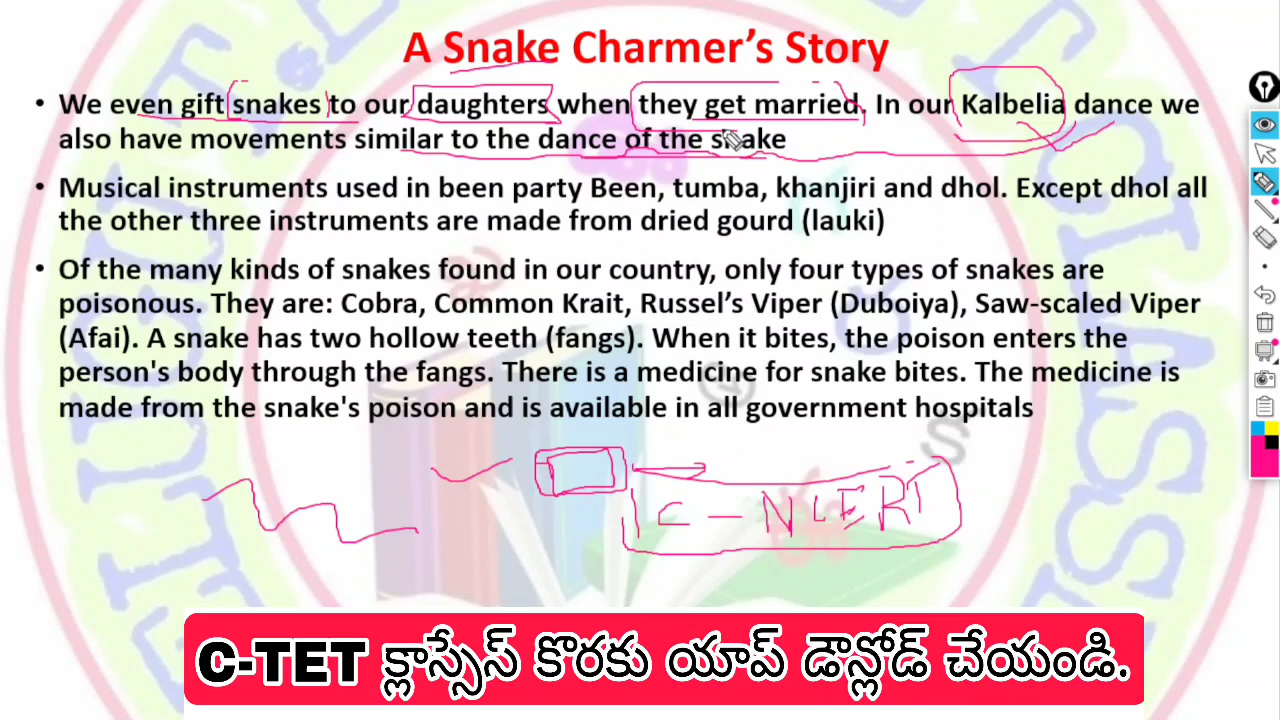 A Snake Charmer's Story
• We even gift snakes to our daughters when they get married. In our Kalbelia dance we
also have movements similar to the dance of the snake
• Musical instruments used in been party Been, tumba, khanjiri and dhol. Except dhol all
the other three instruments are made from dried gourd (lauki)
• Of the many kinds of snakes found in our country, only four types of snakes are
poisonous. They are: Cobra, Common Krait, Russel's Viper (Duboiya), Saw-scaled Viper
(Afai). A snake has two hollow teeth (fangs). When it bites, the poison enters the
person's body through the fangs. There is a medicine for snake bites. The medicine is
made from the snake's poison and is available in all government hospitals
C - NCERT
C-TET క్లాస్సేస్ కొరకు యాప్ డౌన్లోడ్ చేయండి.